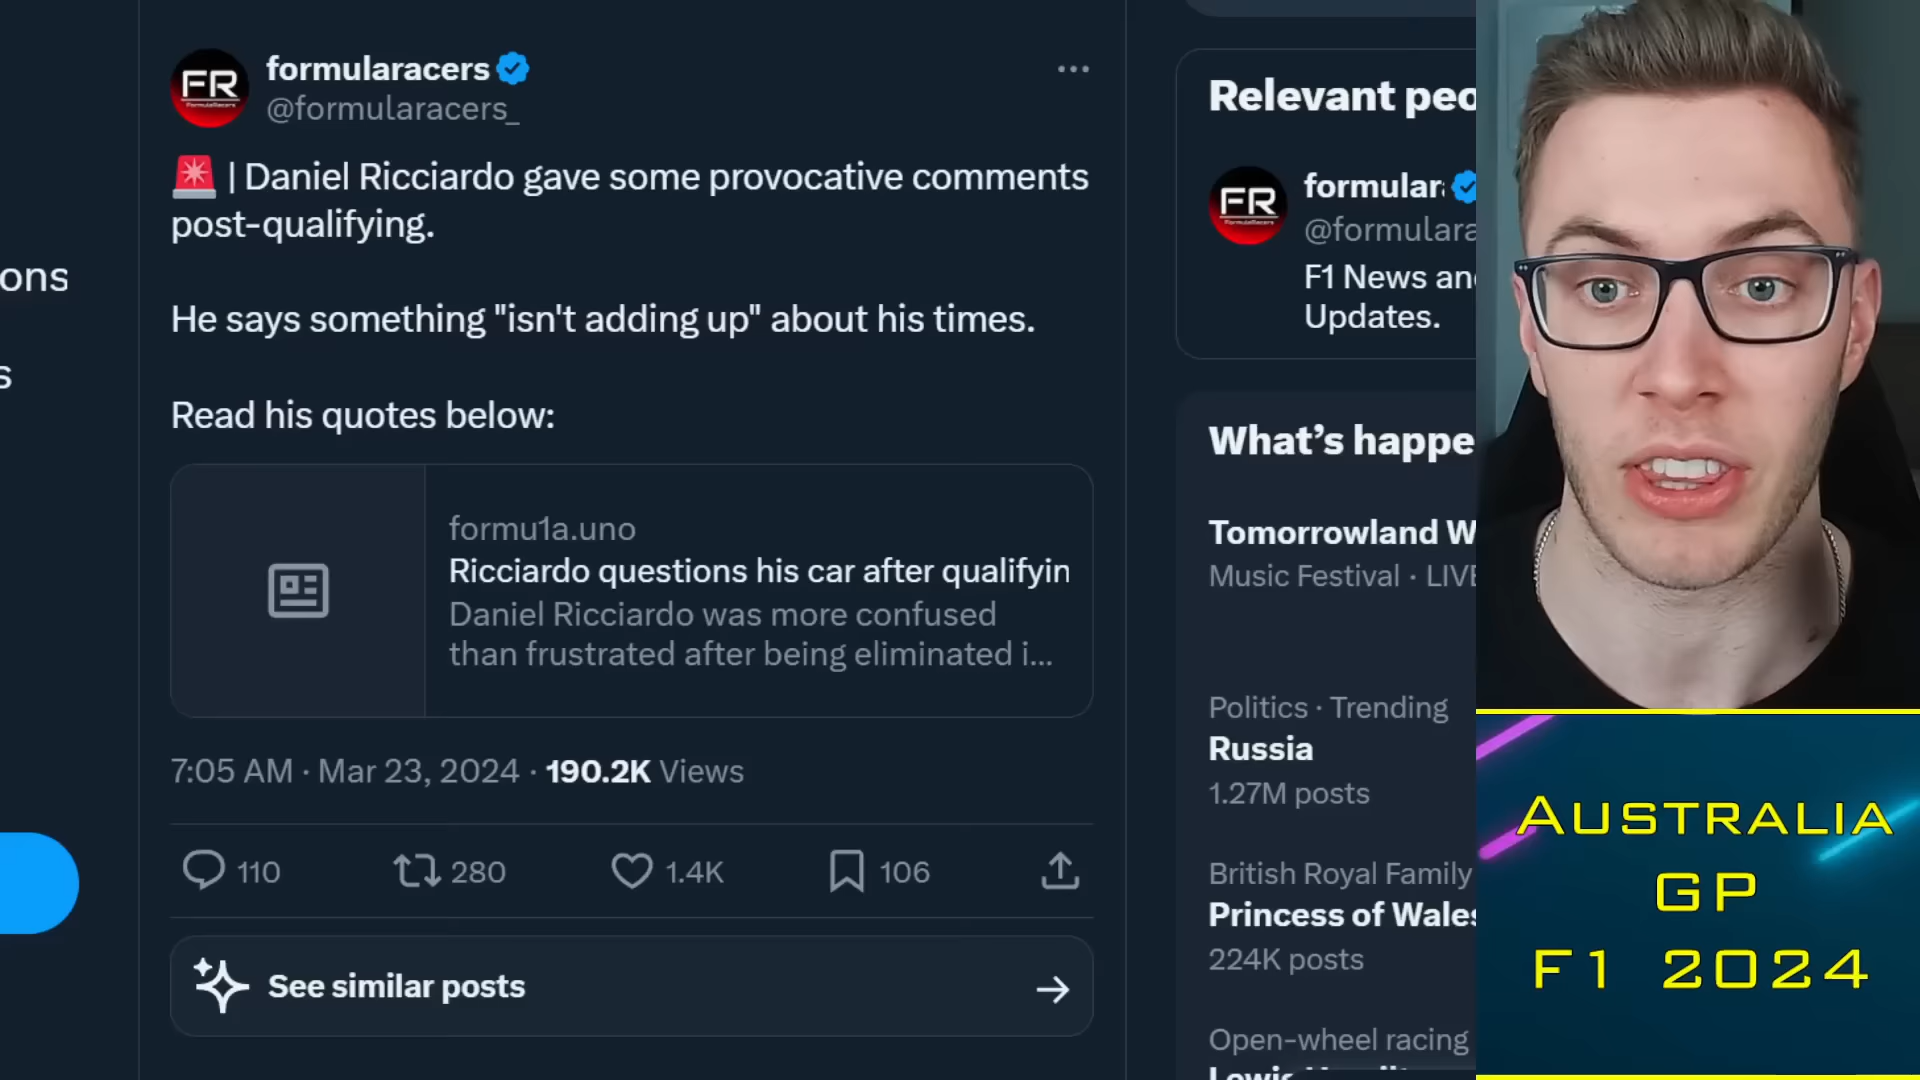 formularacers
@formularacers_
| Daniel Ricciardo gave some provocative comments
post-qualifying.
He says something "isn't adding up" about his times.
Read his quotes below:
formu1a.uno
Ricciardo questions his car after qualifyin
Daniel Ricciardo was more confused
than frustrated after being eliminated i...
7:05 AM · Mar 23, 2024 · 190.2K Views
110
280
1.4K
106
See similar posts
ons
s
FR
Relevant peo
FR
formular
@formulara
F1 News an
Updates.
What's happe
Tomorrowland W
Music Festival · LIVE
Politics · Trending
Russia
1.27M posts
British Royal Family
Princess of Wales
224K posts
Open-wheel racing
AUSTRALIA
GP
F1 2024